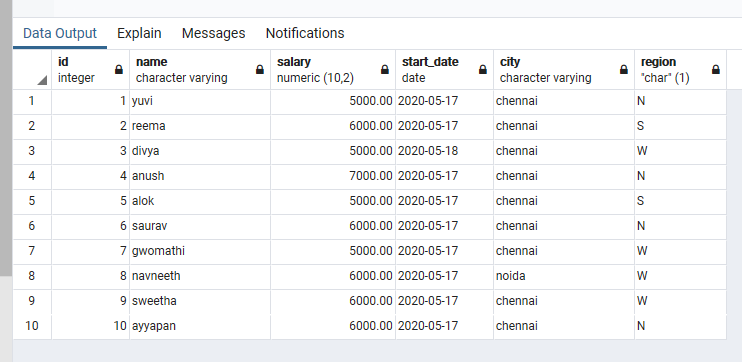 Data Output Explain Messages Notifications
id name salary start_date city region
integer character varying numeric (10,2) date character varying "char" (1)
1 1 yuvi 5000.00 2020-05-17 chennai N
2 2 reema 6000.00 2020-05-17 chennai S
3 3 divya 5000.00 2020-05-18 chennai W
4 4 anush 7000.00 2020-05-17 chennai N
5 5 alok 5000.00 2020-05-17 chennai S
6 6 saurav 6000.00 2020-05-17 chennai N
7 7 gwomathi 5000.00 2020-05-17 chennai W
8 8 navneeth 6000.00 2020-05-17 noida W
9 9 sweetha 6000.00 2020-05-17 chennai W
10 10 ayyapan 6000.00 2020-05-17 chennai N